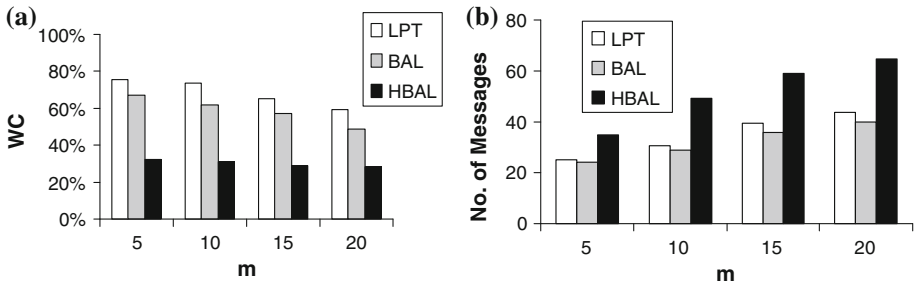 (a)
100%
80%
60%
40%
20%
0%
WC
LPT
BAL
HBAL
5 10 15 20
m
(b)
80
60
40
20
0
No. of Messages
LPT
BAL
HBAL
5 10 15 20
m